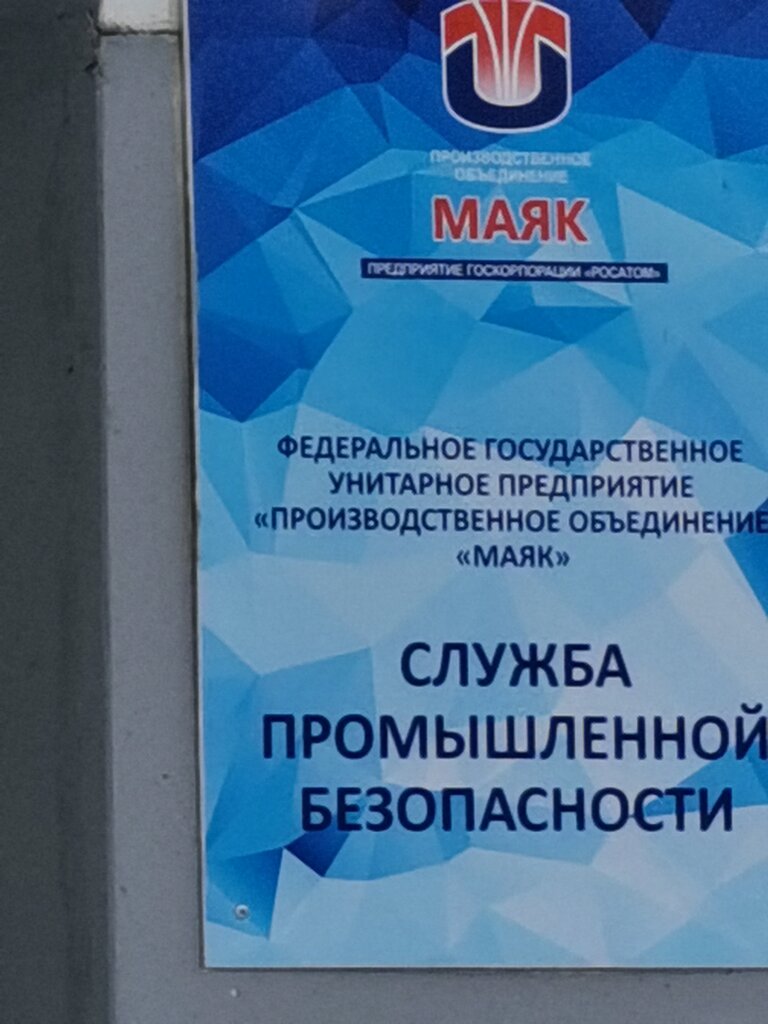 ПРОИЗВОДСТВЕННОЕ
ОБЪЕДИНЕНИЕ
МАЯК
ПРЕДПРИЯТИЕ ГОСКОРПОРАЦИИ «РОСАТОМ»
ФЕДЕРАЛЬНОЕ ГОСУДАРСТВЕННОЕ
УНИТАРНОЕ ПРЕДПРИЯТИЕ
«ПРОИЗВОДСТВЕННОЕ ОБЪЕДИНЕНИЕ
«МАЯК»
СЛУЖБА
ПРОМЫШЛЕННОЙ
БЕЗОПАСНОСТИ